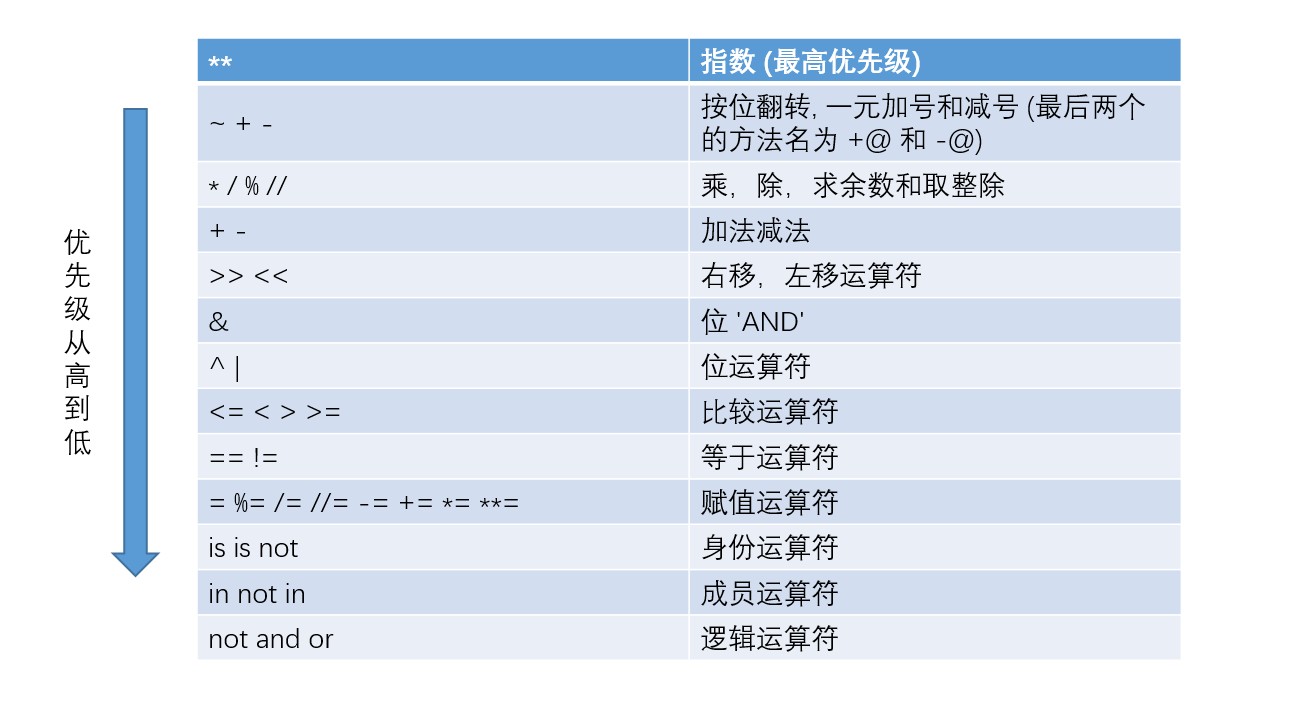 ** 指数 (最高优先级)
~ + - 按位翻转, 一元加号和减号 (最后两个
的方法名为 +@ 和 -@)
* / % // 乘，除，求余数和取整除
+ - 加法减法
>> << 右移，左移运算符
& 位 'AND'
^ | 位运算符
<= < > >= 比较运算符
== != 等于运算符
= %= /= //= -= += *= **= 赋值运算符
is is not 身份运算符
in not in 成员运算符
not and or 逻辑运算符
优先级从高到低